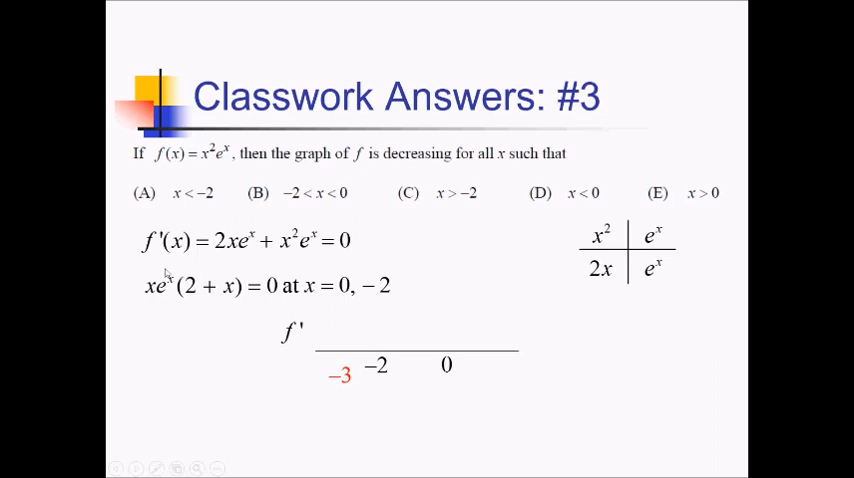 Classwork Answers: #3
If f(x) = x²eˣ, then the graph of f is decreasing for all x such that
(A) x < −2 (B) −2 < x < 0 (C) x > −2 (D) x < 0 (E) x > 0
f'(x) = 2xeˣ + x²eˣ = 0
x² eˣ
2x eˣ
xeˣ(2 + x) = 0 at x = 0, −2
f'
−3 −2 0